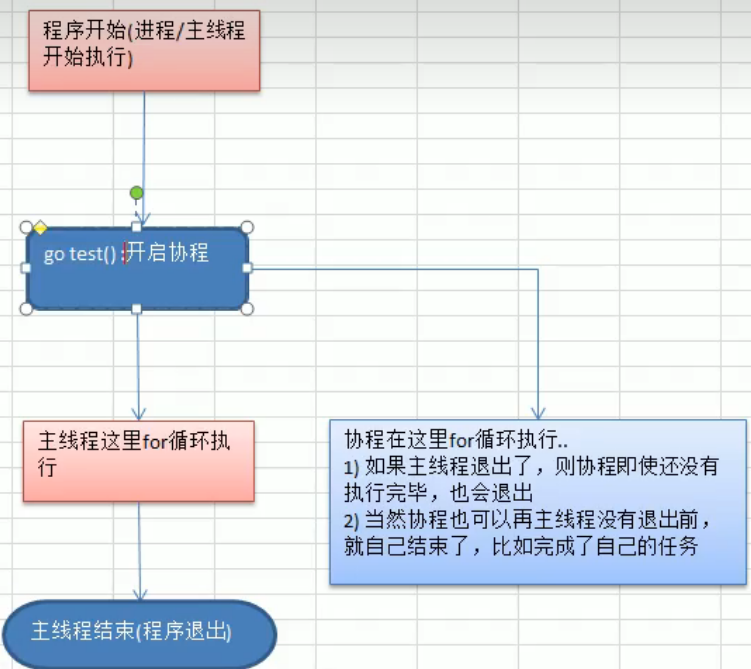 程序开始(进程/主线程
开始执行)
go test() :开启协程
主线程这里for循环执
行
协程在这里for循环执行..
1) 如果主线程退出了，则协程即使还没有
执行完毕，也会退出
2) 当然协程也可以再主线程没有退出前，
就自己结束了，比如完成了自己的任务
主线程结束(程序退出)